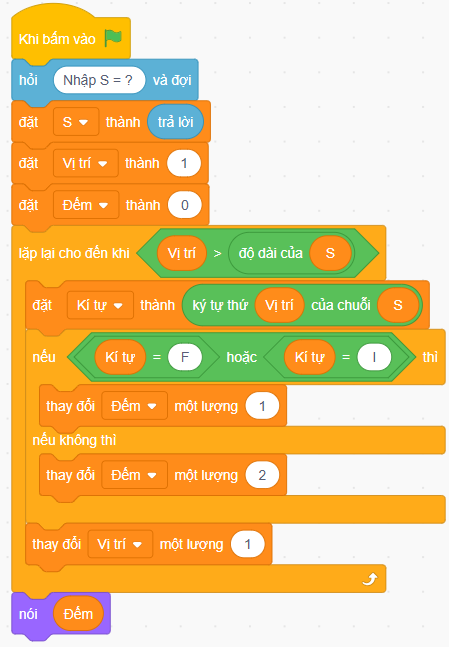 Khi bấm vào
hỏi Nhập S = ? và đợi
đặt S thành trả lời
đặt Vị trí thành 1
đặt Đếm thành 0
lặp lại cho đến khi Vị trí > độ dài của S
đặt Kí tự thành ký tự thứ Vị trí của chuỗi S
nếu Kí tự = F hoặc Kí tự = I thì
thay đổi Đếm một lượng 1
nếu không thì
thay đổi Đếm một lượng 2
thay đổi Vị trí một lượng 1
nói Đếm